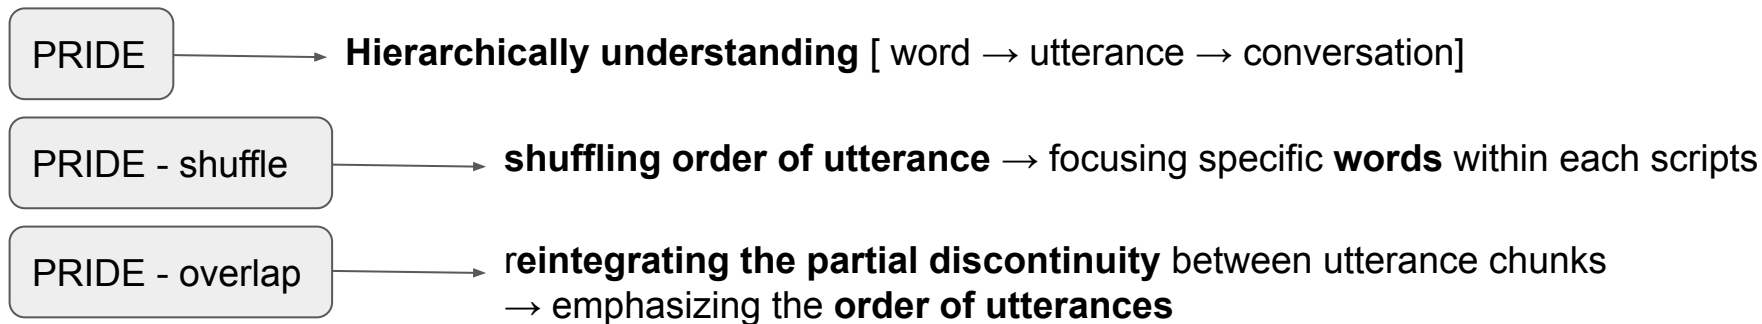 PRIDE → Hierarchically understanding [ word → utterance → conversation]
PRIDE - shuffle → shuffling order of utterance → focusing specific words within each scripts
PRIDE - overlap → reintegrating the partial discontinuity between utterance chunks
→ emphasizing the order of utterances